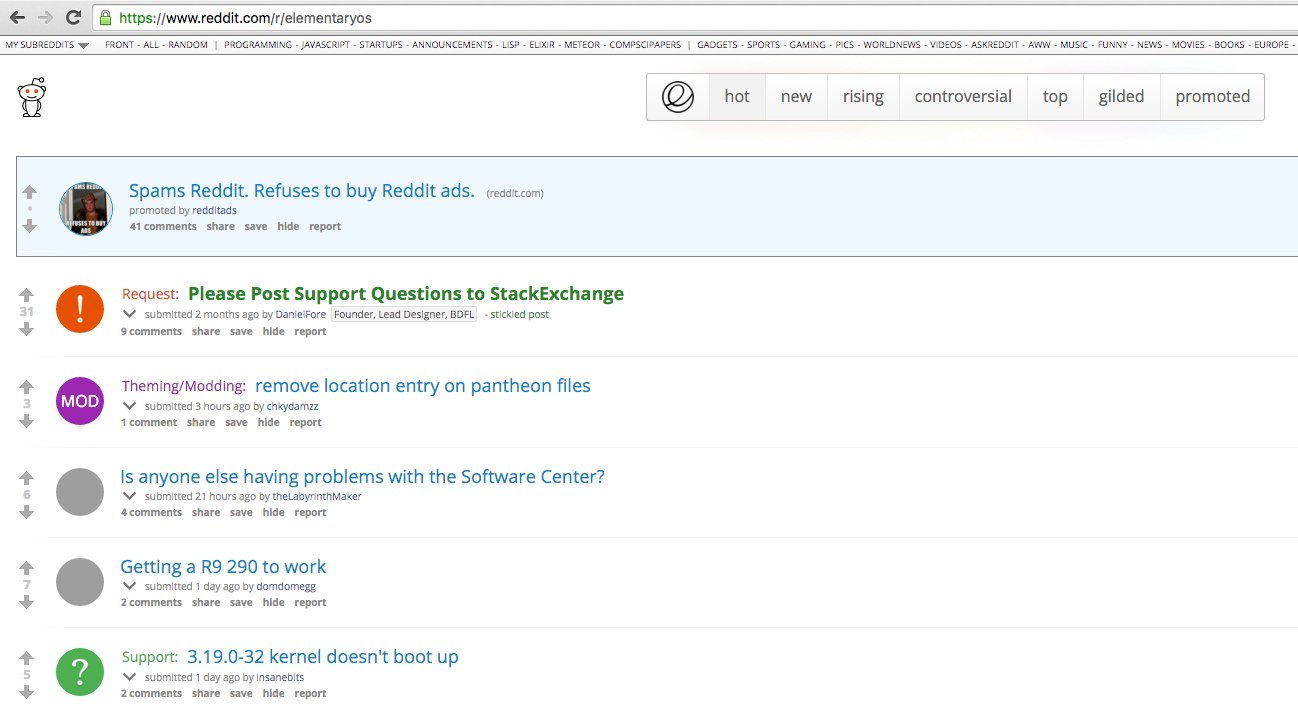 https://www.reddit.com/r/elementaryos
MY SUBREDDITS FRONT - ALL - RANDOM | PROGRAMMING - JAVASCRIPT - STARTUPS - ANNOUNCEMENTS - LISP - ELIXIR - METEOR - COMPSCIPAPERS | GADGETS - SPORTS - GAMING - PICS - WORLDNEWS - VIDEOS - ASKREDDIT - AWW - MUSIC - FUNNY - NEWS - MOVIES - BOOKS - EUROPE -
hot new rising controversial top gilded promoted
Spams Reddit. Refuses to buy Reddit ads. (reddit.com)
promoted by redditads
41 comments share save hide report
Request: Please Post Support Questions to StackExchange
31
submitted 2 months ago by DanielFore Founder, Lead Designer, BDFL - stickied post
9 comments share save hide report
Theming/Modding: remove location entry on pantheon files
3 MOD
submitted 3 hours ago by chkydamzz
1 comment share save hide report
Is anyone else having problems with the Software Center?
6 submitted 21 hours ago by theLabyrinthMaker
4 comments share save hide report
Getting a R9 290 to work
7 submitted 1 day ago by domdomegg
2 comments share save hide report
Support: 3.19.0-32 kernel doesn't boot up
5 ? submitted 1 day ago by insanebits
2 comments share save hide report